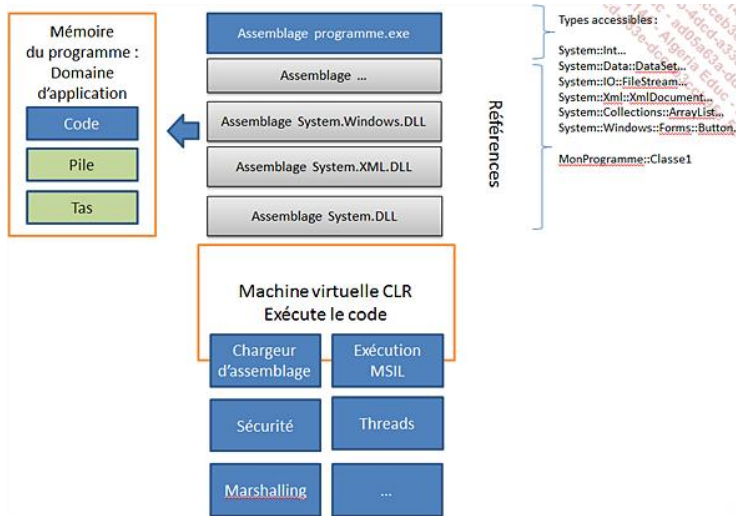 Mémoire
du programme :
Domaine
d'application
Code
Pile
Tas
Assemblage programme.exe
Assemblage ...
Assemblage System.Windows.DLL
Assemblage System.XML.DLL
Assemblage System.DLL
Références
Types accessibles :
System::Int...
System::Data::DataSet...
System::IO::FileStream...
System::Xml::XmlDocument...
System::Collections::ArrayList...
System::Windows::Forms::Button
MonProgramme::Classe1
Machine virtuelle CLR
Exécute le code
Chargeur
d'assemblage
Exécution
MSIL
Sécurité
Threads
Marshalling
...
Algeria Educ